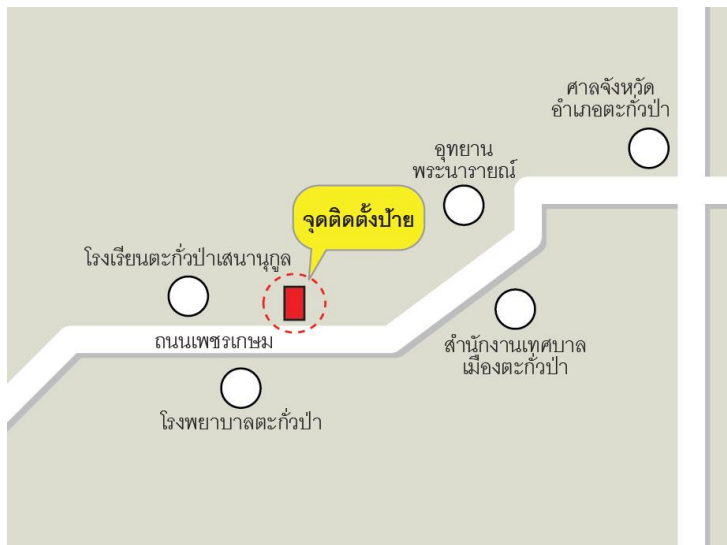 ศาลจังหวัด
อำเภอตะกั่วป่า
อุทยาน
พระนารายณ์
จุดติดตั้งป้าย
โรงเรียนตะกั่วป่าเสนานุกูล
ถนนเพชรเกษม
สำนักงานเทศบาล
เมืองตะกั่วป่า
โรงพยาบาลตะกั่วป่า